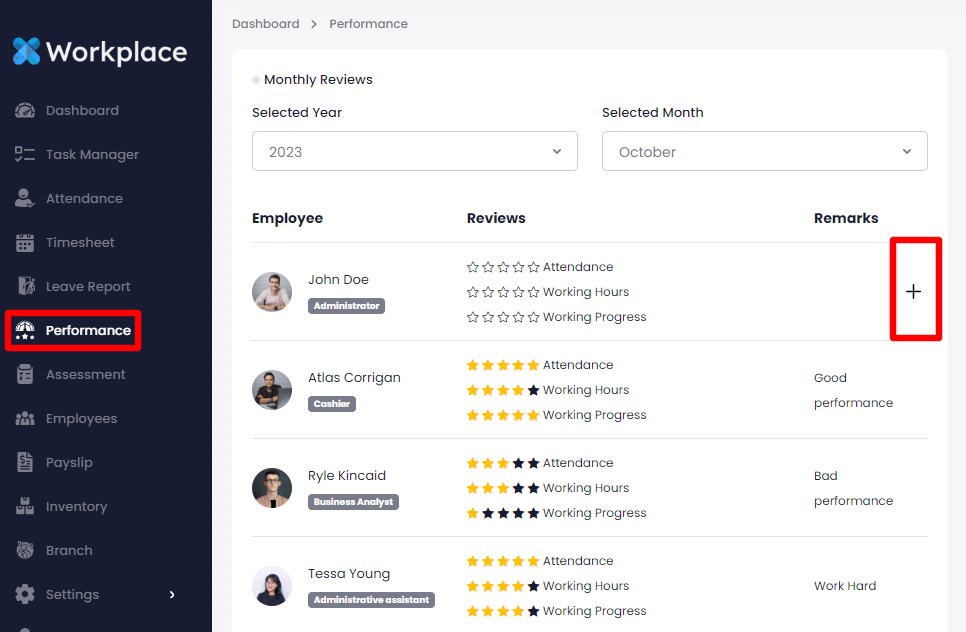 Workplace
Dashboard
Task Manager
Attendance
Timesheet
Leave Report
Performance
Assessment
Employees
Payslip
Inventory
Branch
Settings
Dashboard > Performance
Monthly Reviews
Selected Year
2023
Selected Month
October
Employee Reviews Remarks
John Doe
Administrator
Attendance
Working Hours
Working Progress
Atlas Corrigan
Cashier
Attendance
Working Hours
Working Progress
Good
performance
Ryle Kincaid
Business Analyst
Attendance
Working Hours
Working Progress
Bad
performance
Tessa Young
Administrative assistant
Attendance
Working Hours
Working Progress
Work Hard